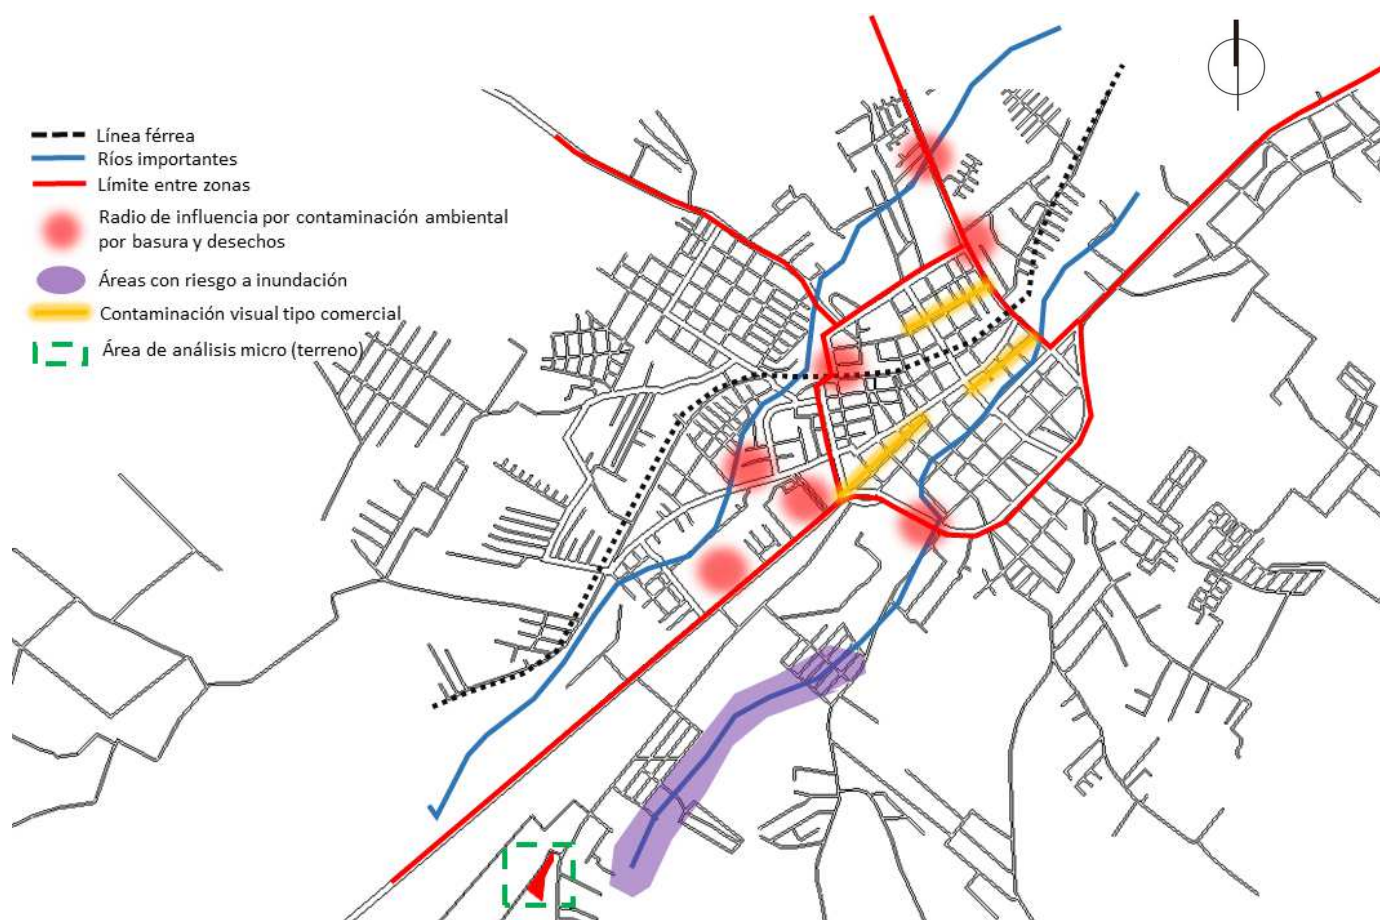 Línea férrea
Ríos importantes
Límite entre zonas
Radio de influencia por contaminación ambiental
por basura y desechos
Áreas con riesgo a inundación
Contaminación visual tipo comercial
Área de análisis micro (terreno)